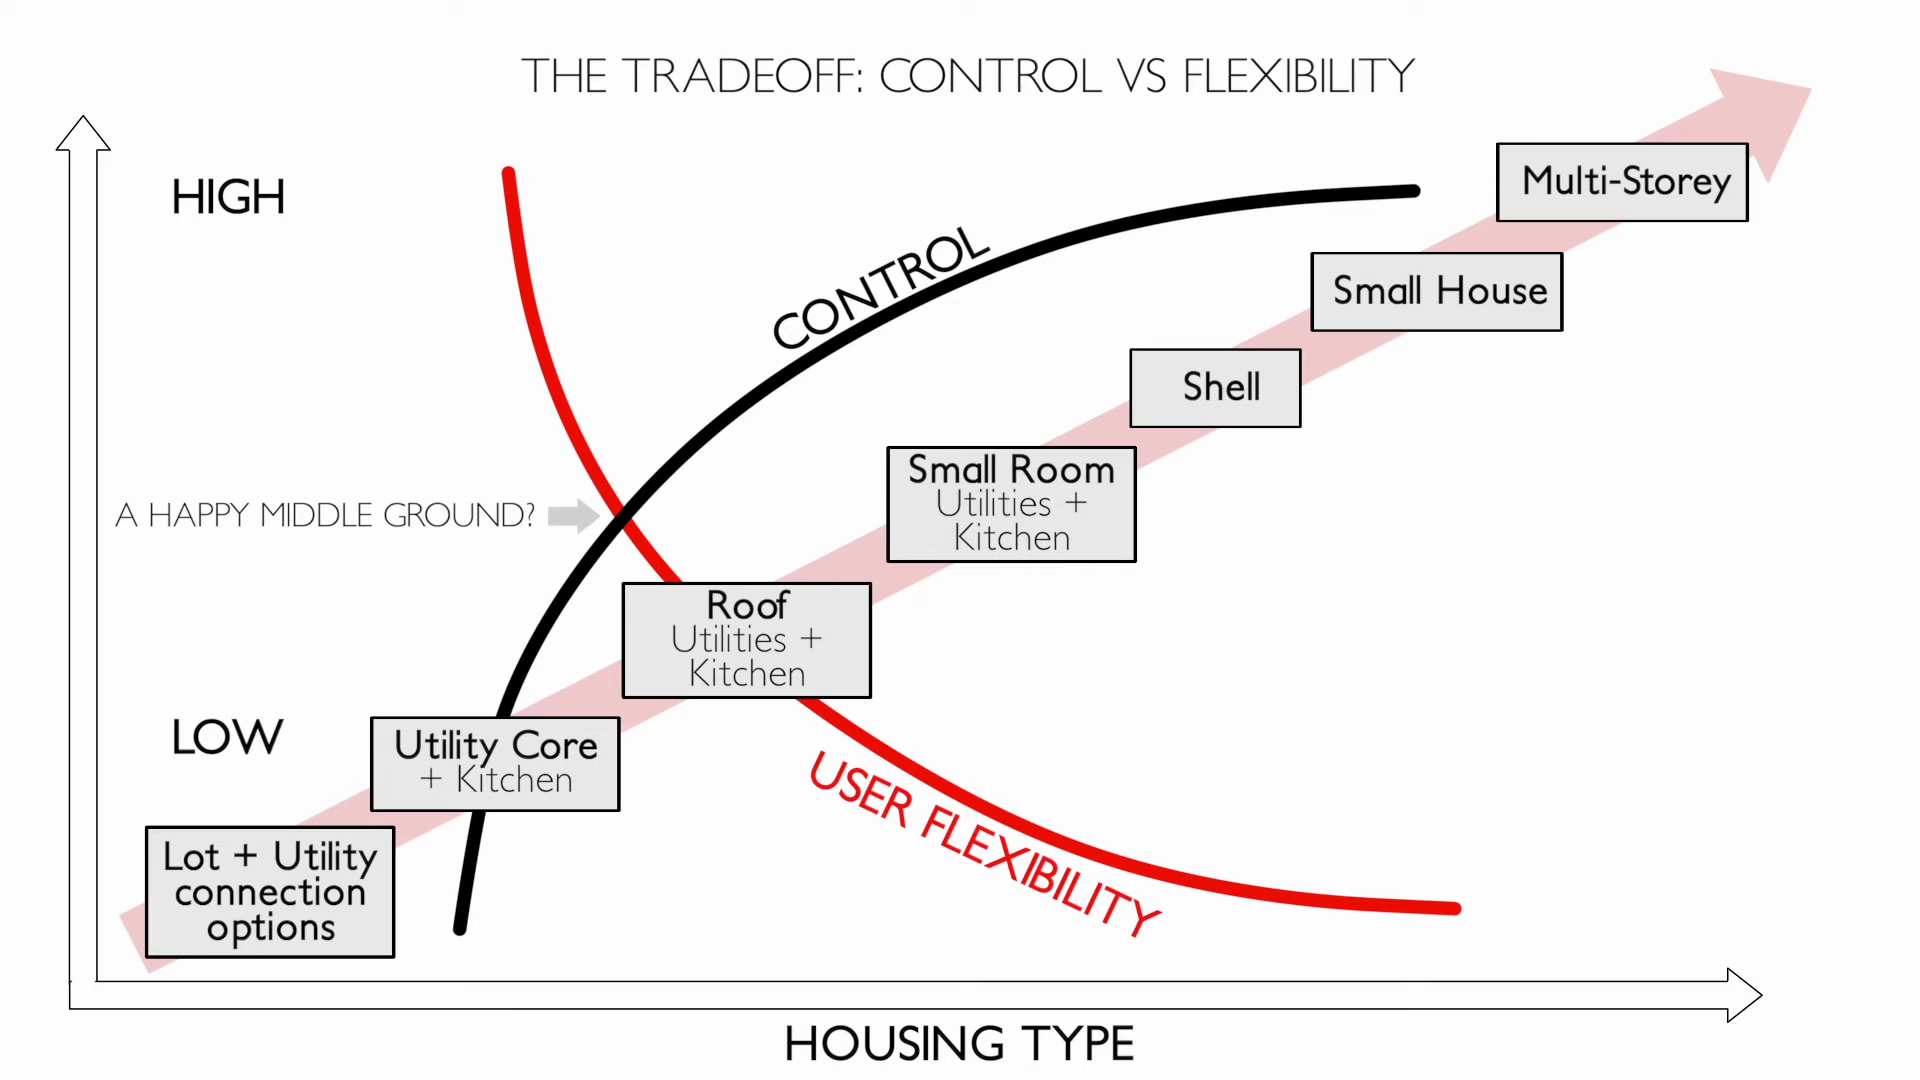 THE TRADEOFF: CONTROL VS FLEXIBILITY
HIGH
Multi-Storey
CONTROL
Small House
Shell
Small Room
Utilities +
Kitchen
A HAPPY MIDDLE GROUND?
Roof
Utilities +
Kitchen
LOW
Utility Core
+ Kitchen
USER FLEXIBILITY
Lot + Utility
connection
options
HOUSING TYPE